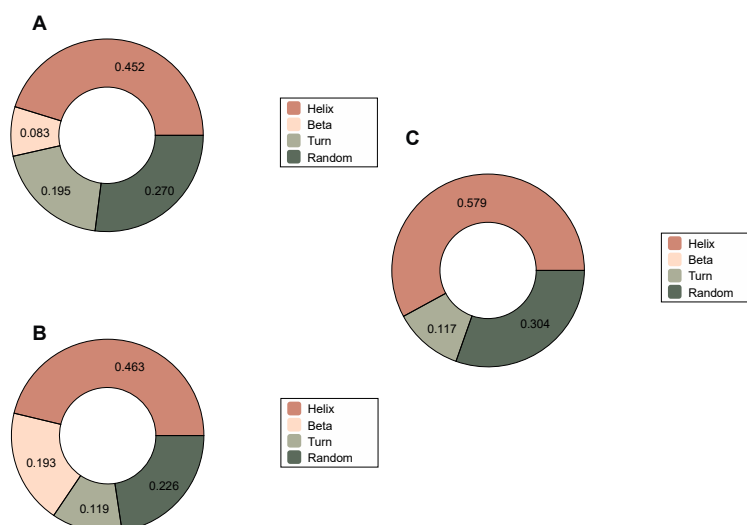 A
0.452
0.083
0.195
0.270
Helix
Beta
Turn
Random
B
0.463
0.193
0.119
0.226
Helix
Beta
Turn
Random
C
0.579
0.117
0.304
Helix
Beta
Turn
Random